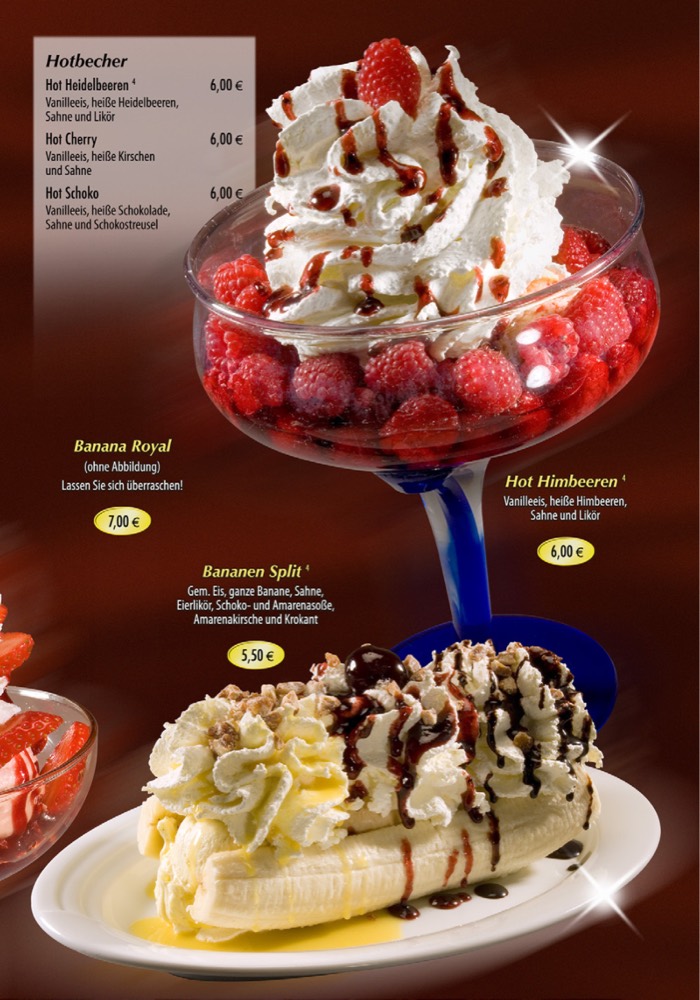 Hotbecher
Hot Heidelbeeren 4 6,00 €
Vanilleeis, heiße Heidelbeeren,
Sahne und Likör
Hot Cherry 6,00 €
Vanilleeis, heiße Kirschen
und Sahne
Hot Schoko 6,00 €
Vanilleeis, heiße Schokolade,
Sahne und Schokostreusel
Banana Royal
(ohne Abbildung)
Lassen Sie sich überraschen!
7,00 €
Hot Himbeeren 4
Vanilleeis, heiße Himbeeren,
Sahne und Likör
6,00 €
Bananen Split 4
Gem. Eis, ganze Banane, Sahne,
Eierlikör, Schoko- und Amarenasoße,
Amarenakirsche und Krokant
5,50 €